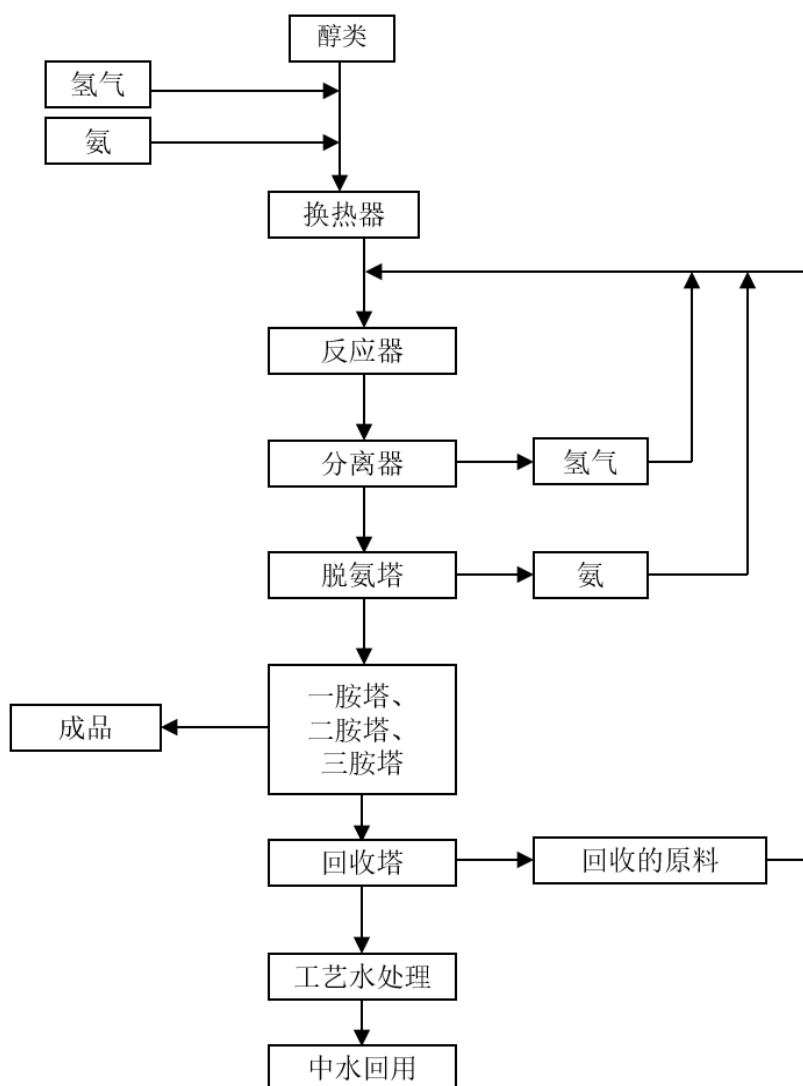 醇类
氢气
氨
换热器
反应器
分离器
氢气
脱氨塔
氨
一胺塔、
二胺塔、
三胺塔
成品
回收塔
回收的原料
工艺水处理
中水回用